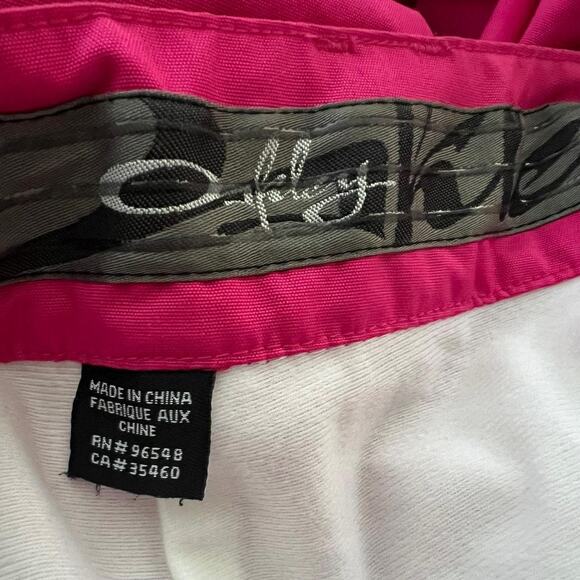 Oakley
MADE IN CHINA
FABRIQUE AUX
CHINE
RN# 96548
CA# 35460